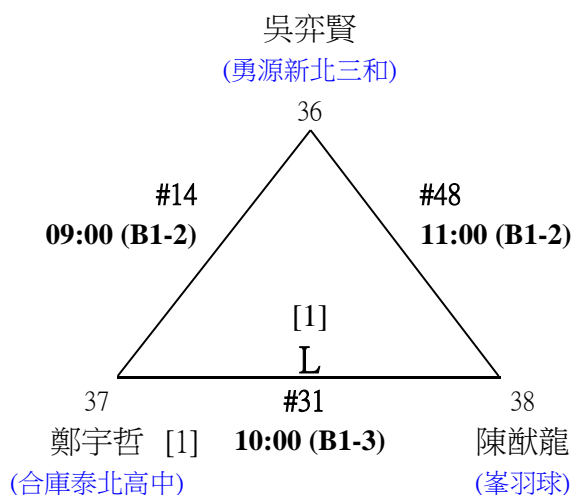 吳弈賢
(勇源新北三和)
36
#14
#48
09:00 (B1-2)
11:00 (B1-2)
[1]
L
37
#31
38
鄭宇哲 [1]
10:00 (B1-3)
陳猷龍
(合庫泰北高中)
(峯羽球)